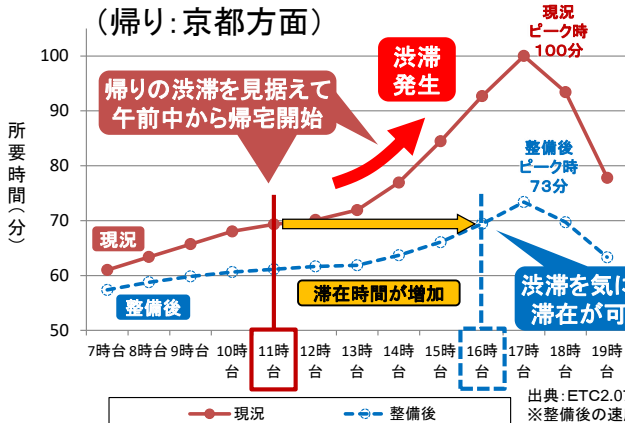 (帰り:京都方面)
現況
ピーク時
100分
渋滞
発生
帰りの渋滞を見据えて
午前中から帰宅開始
整備後
ピーク時
73分
所要時間(分)
100
90
80
70
60
50
現況
整備後
滞在時間が増加
渋滞を気に
滞在が可
7時台
8時台
9時台
10時台
11時台
12時台
13時台
14時台
15時台
16時台
17時台
18時台
19時台
現況
整備後
出典:ETC2.0
※整備後の速